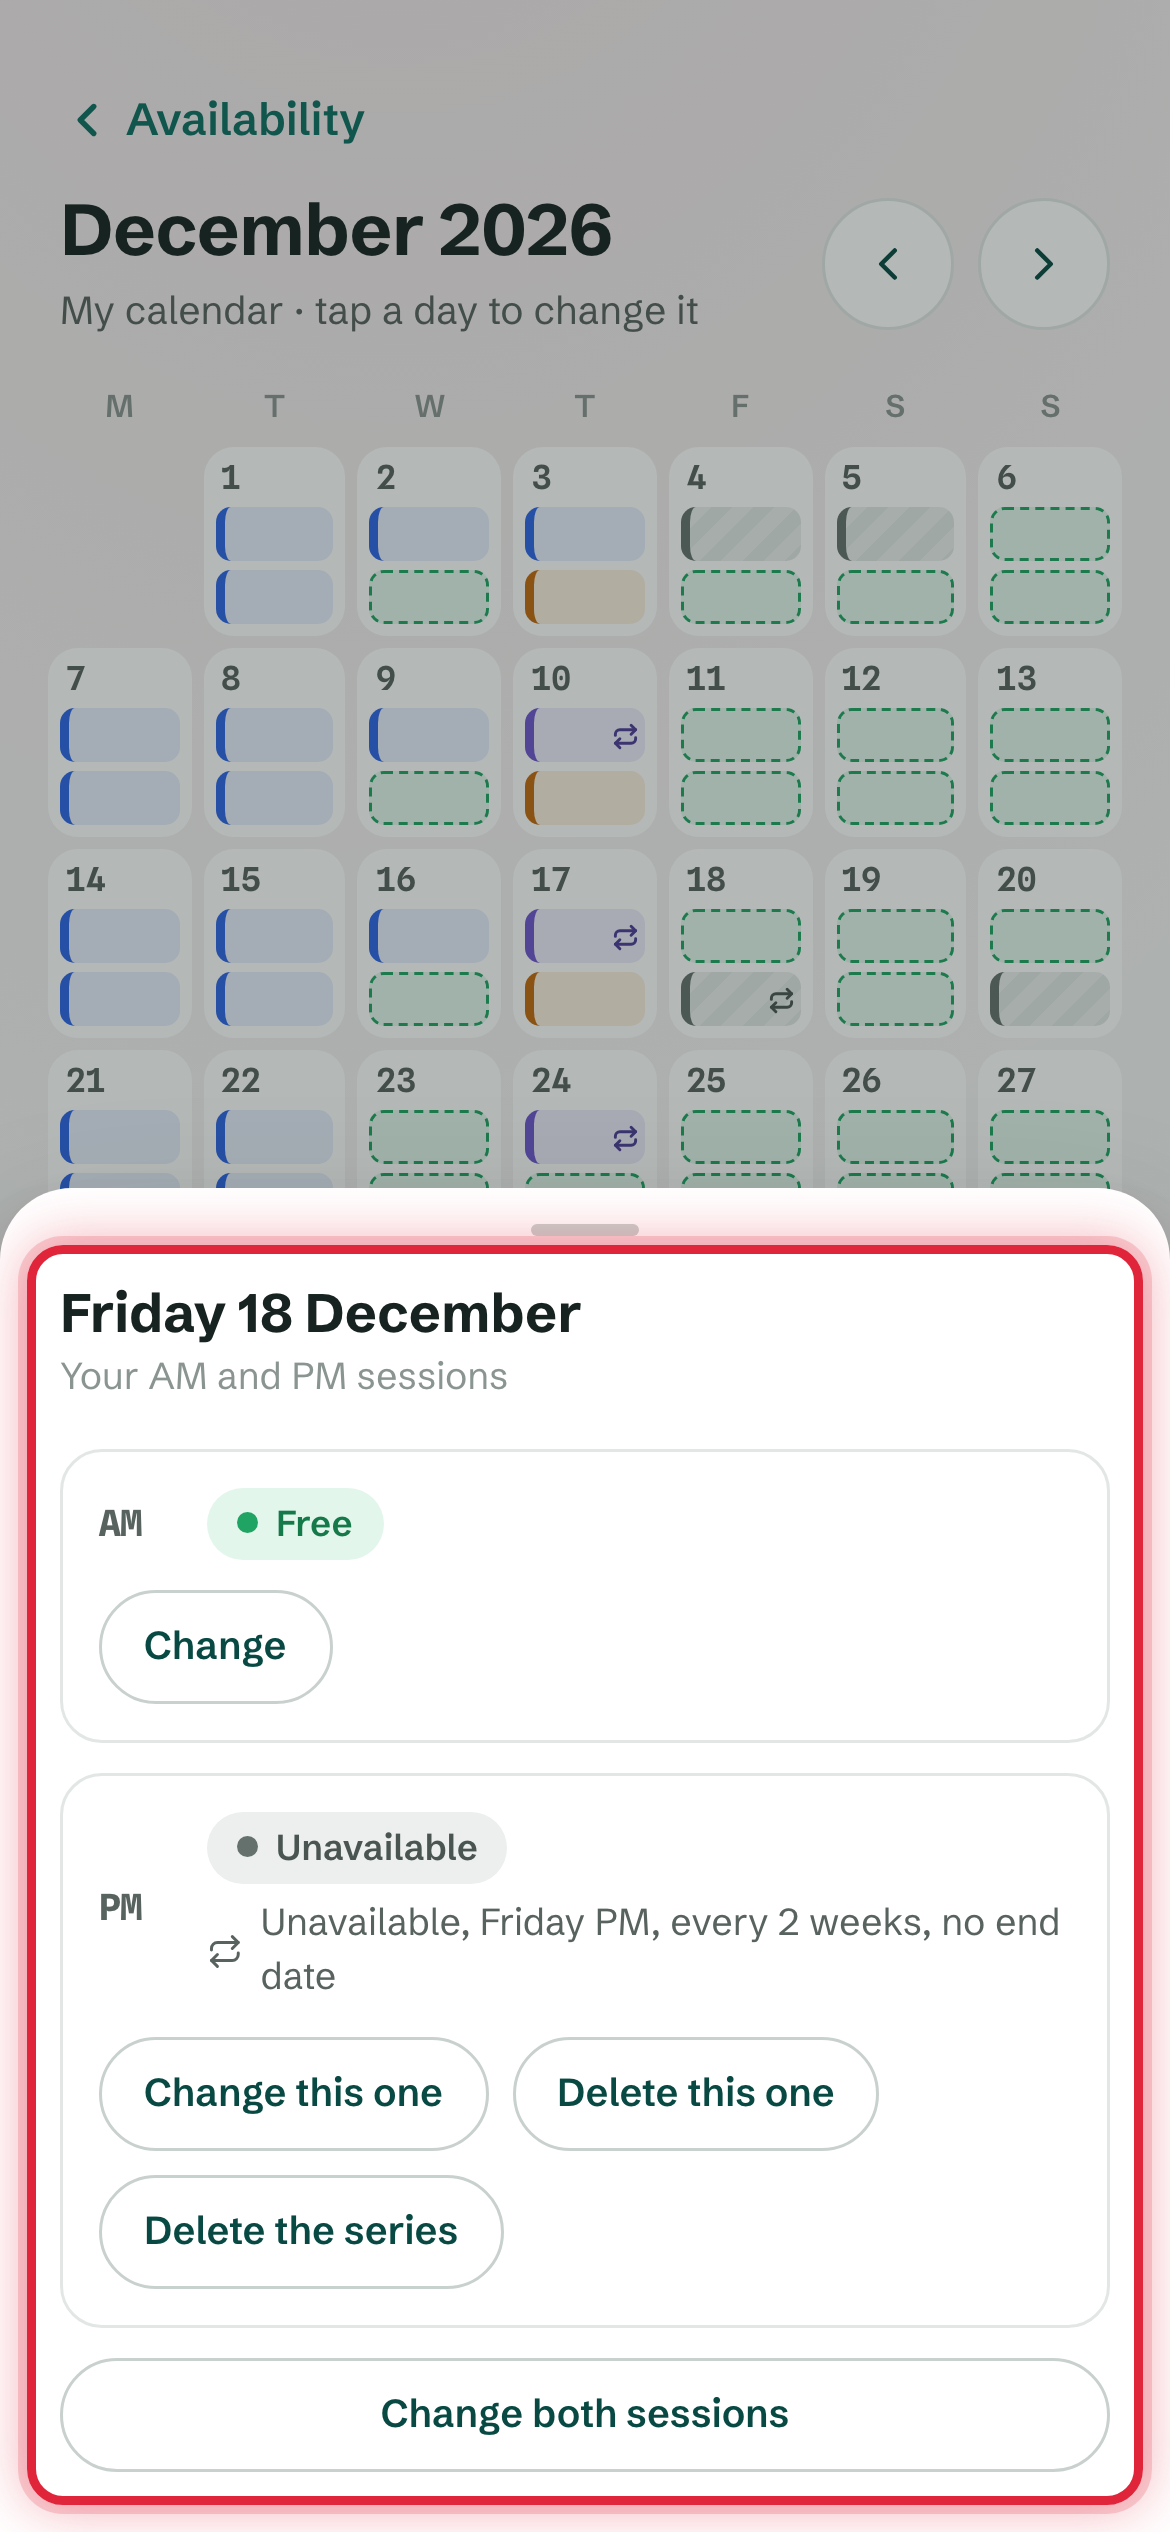 Availability
December 2026
My calendar · tap a day to change it
M T W T F S S
1 2 3 4 5 6
7 8 9 10 11 12 13
14 15 16 17 18 19 20
21 22 23 24 25 26 27
Friday 18 December
Your AM and PM sessions
AM Free
Change
Unavailable
PM
Unavailable, Friday PM, every 2 weeks, no end
date
Change this one Delete this one
Delete the series
Change both sessions